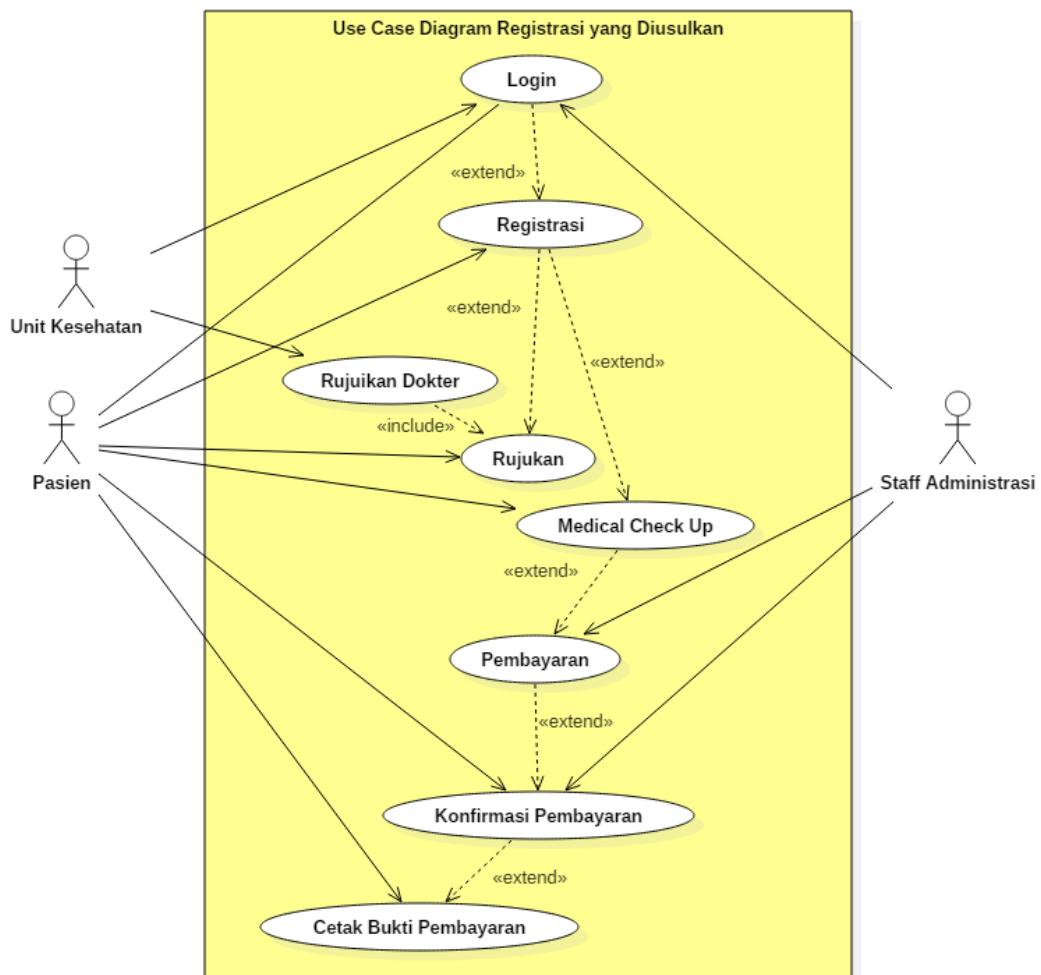 Use Case Diagram Registrasi yang Diusulkan
Login
«extend»
Registrasi
«extend»
«extend»
Unit Kesehatan
Rujuikan Dokter
«include»
Rujukan
Pasien
Staff Administrasi
Medical Check Up
«extend»
Pembayaran
«extend»
Konfirmasi Pembayaran
«extend»
Cetak Bukti Pembayaran